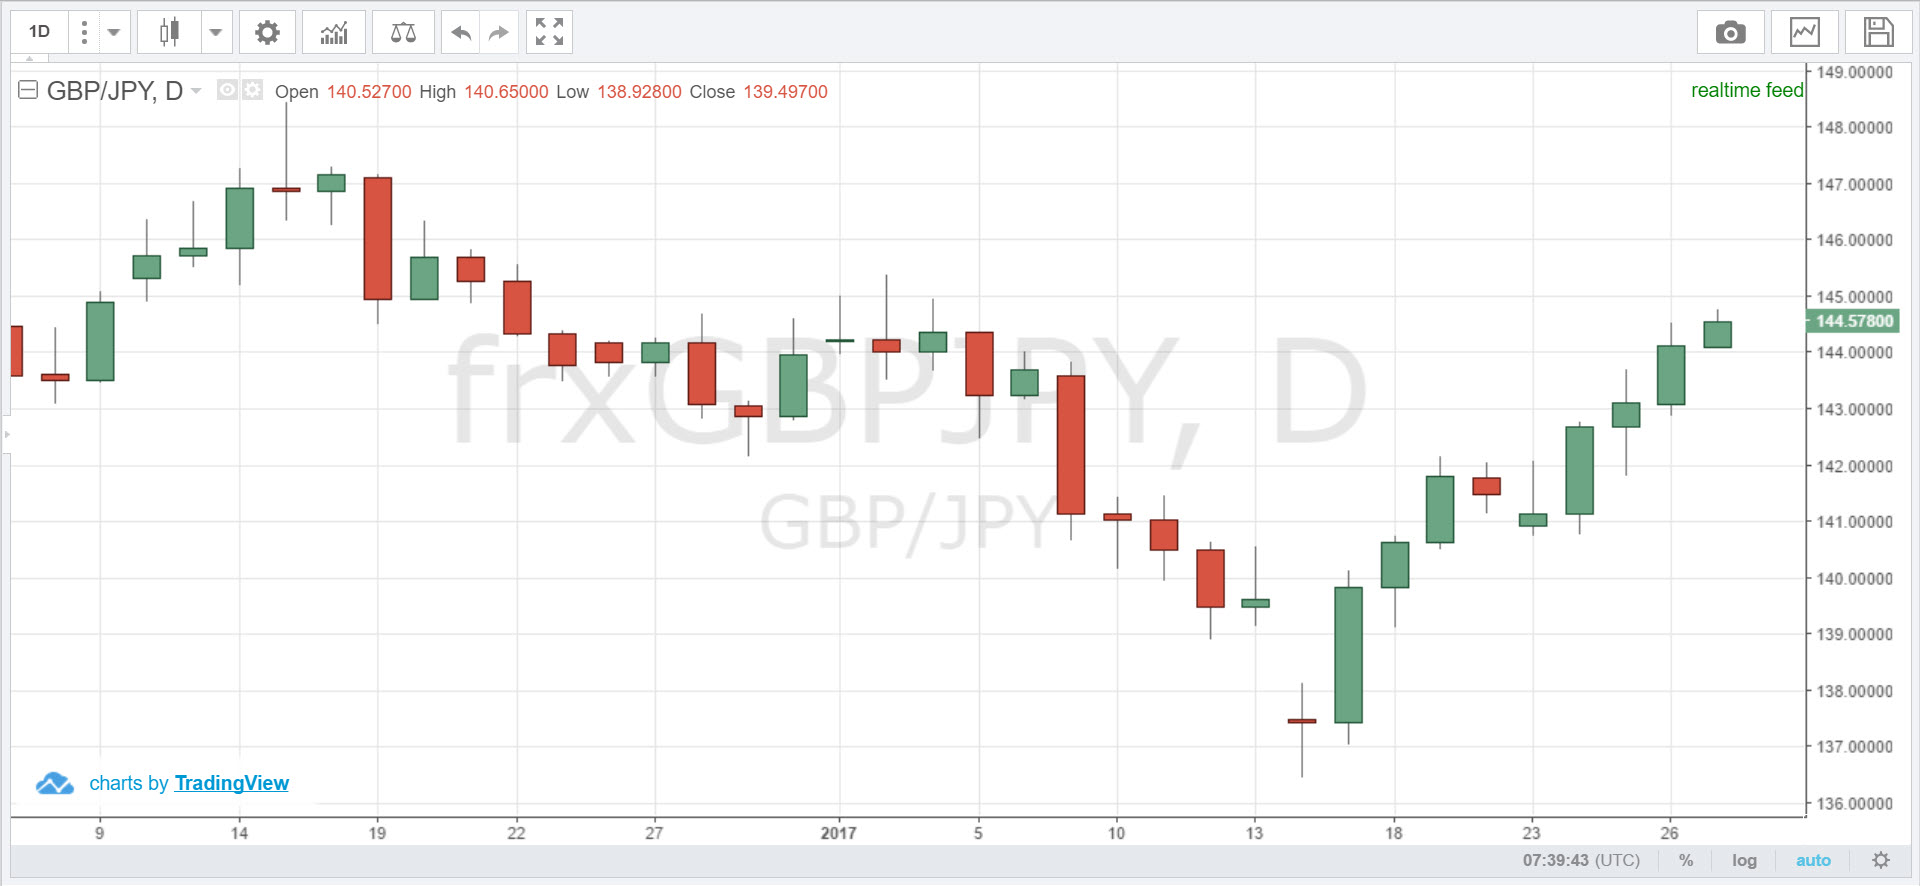 1D
GBP/JPY, D Open 140.52700 High 140.65000 Low 138.92800 Close 139.49700
realtime feed
149.00000
148.00000
147.00000
146.00000
145.00000
144.57800
144.00000
143.00000
142.00000
141.00000
140.00000
139.00000
138.00000
137.00000
136.00000
frxGBPJPY, D
GBP/JPY
charts by TradingView
9 14 19 22 27 2017 5 10 13 18 23 26
07:39:43 (UTC) % log auto